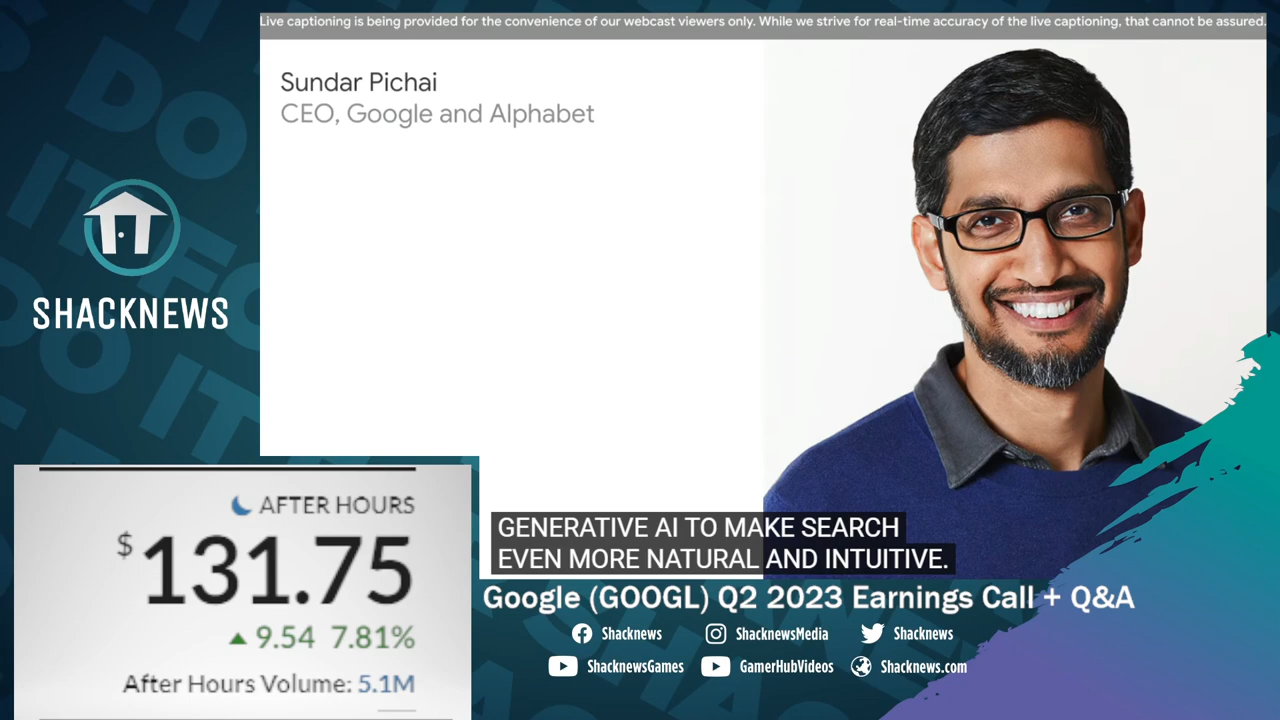 Live captioning is being provided for the convenience of our webcast viewers only. While we strive for real-time accuracy of the live captioning, that cannot be assured.
Sundar Pichai
CEO, Google and Alphabet
SHACKNEWS
AFTER HOURS
$131.75
▲ 9.54 7.81%
After Hours Volume: 5.1M
GENERATIVE AI TO MAKE SEARCH
EVEN MORE NATURAL AND INTUITIVE.
Google (GOOGL) Q2 2023 Earnings Call + Q&A
Shacknews ShacknewsMedia Shacknews
ShacknewsGames GamerHubVideos Shacknews.com